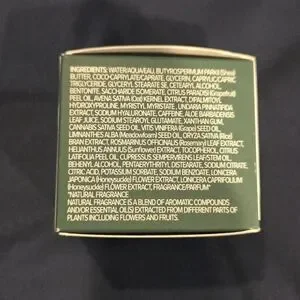 INGREDIENTS: WATER/AQUA/EAU, BUTYROSPERMUM PARKII (Shea)
BUTTER, COCO-CAPRYLATE/CAPRATE, GLYCERIN, CAPRYLIC/CAPRIC
TRIGLYCERIDE, GLYCERYL STEARATE SE, CETEARYL ALCOHOL,
BENTONITE, SACCHARIDE ISOMERATE, CITRUS PARADISI (Grapefruit)
PEEL OIL, AVENA SATIVA (Oat) KERNEL EXTRACT,
HYDROXYPROLINE, MYRISTYL MYRISTATE, UNDARIA PINNATIFIDA
EXTRACT, SODIUM HYALURONATE, CAFFEINE, ALOE BARBADENSIS
LEAF JUICE, SODIUM STEAROYL GLUTAMATE, XANTHAN GUM,
CANNABIS SATIVA SEED OIL, VITIS VINIFERA (Grape) SEED OIL,
LIMNANTHES ALBA (Meadowfoam) SEED OIL, ORYZA SATIVA (Rice)
BRAN EXTRACT, ROSMARINUS OFFICINALIS (Rosemary) LEAF EXTRACT,
HELIANTHUS ANNUUS (Sunflower) EXTRACT, TOCOPHEROL, CITRUS
LATIFOLIA PEEL OIL, CUPRESSUS SEMPERVIRENS LEAF/STEM OIL,
BEHENYL ALCOHOL, PENTAERYTHRITYL DISTEARATE, SODIUM CITRATE,
CITRIC ACID, POTASSIUM SORBATE, SODIUM BENZOATE, LONICERA
JAPONICA (Honeysuckle) FLOWER EXTRACT, LONICERA CAPRIFOLIUM
(Honeysuckle) FLOWER EXTRACT, FRAGRANCE/PARFUM*
*NATURAL FRAGRANCE
NATURAL FRAGRANCE IS A BLEND OF AROMATIC COMPOUNDS
AND/OR ESSENTIAL OIL(S) EXTRACTED FROM DIFFERENT PARTS OF
PLANTS INCLUDING FLOWERS AND FRUITS.